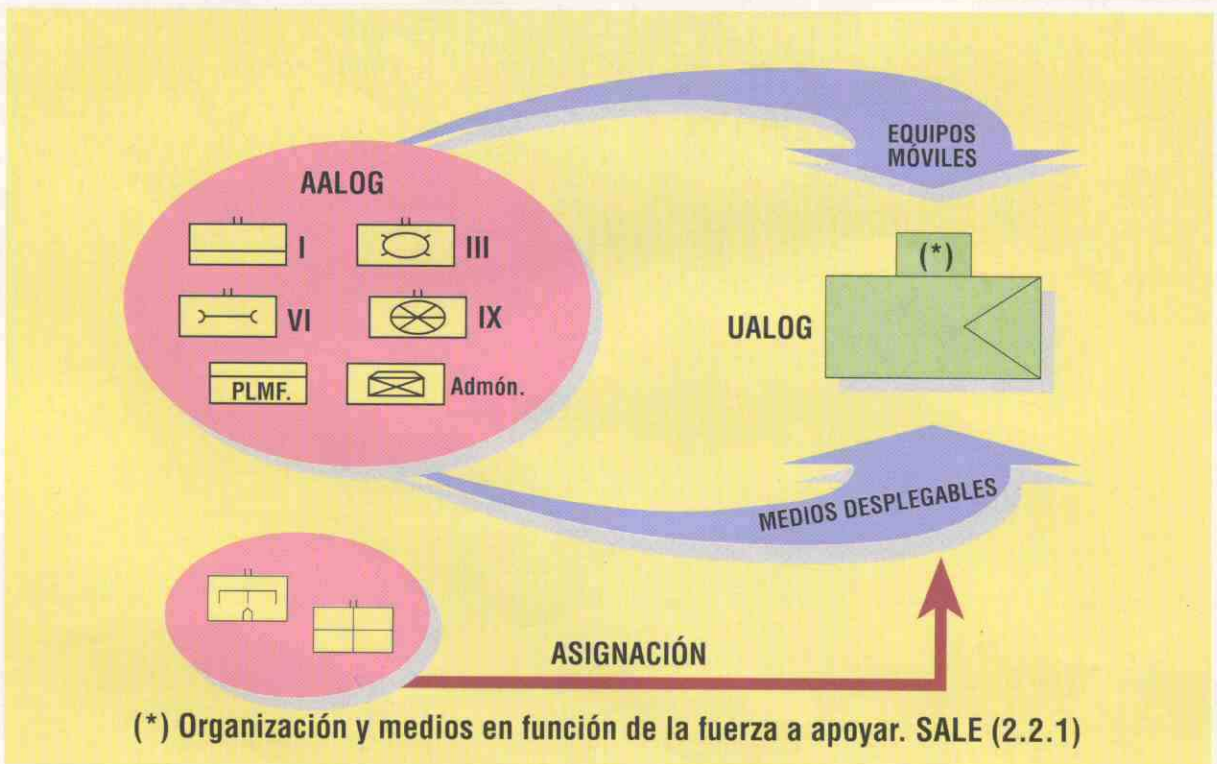 AALOG
I
III
VI
IX
PLMF.
Admón.
EQUIPOS
MÓVILES
(*)
UALOG
MEDIOS DESPLEGABLES
ASIGNACIÓN
(*) Organización y medios en función de la fuerza a apoyar. SALE (2.2.1)